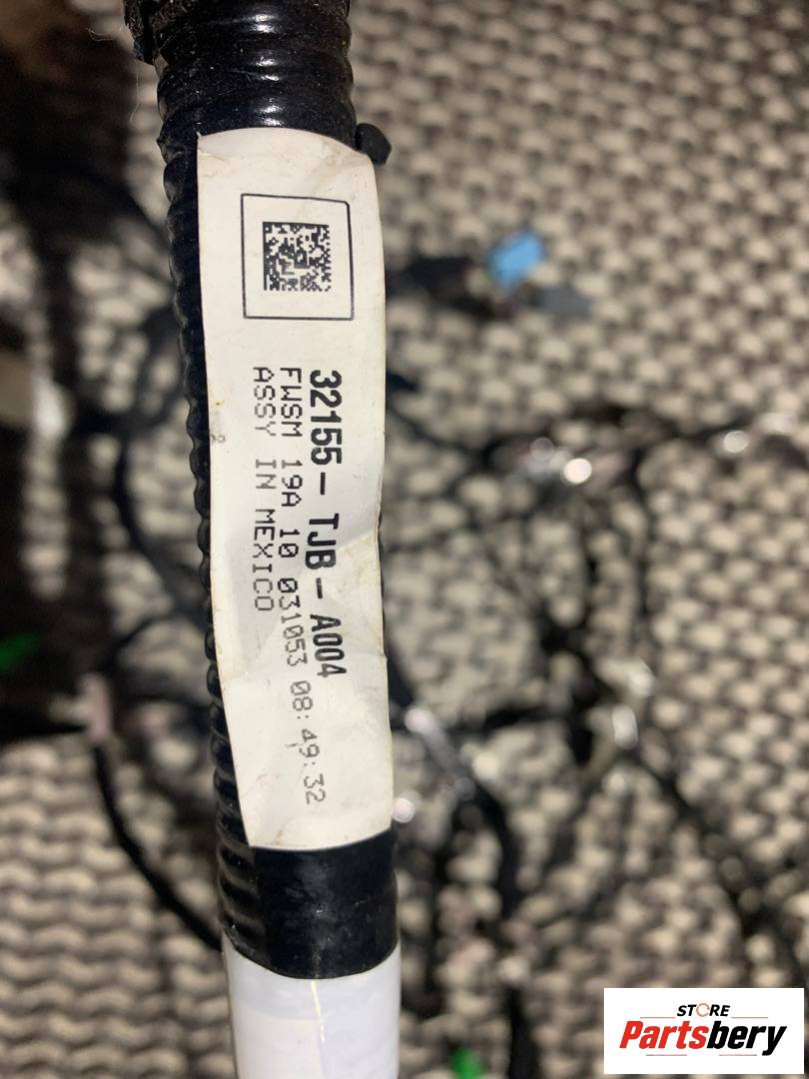 32155-TJB-A004
FWSM 19A 10 031053 08:49:32
ASSY IN MEXICO
STORE
Partsbery